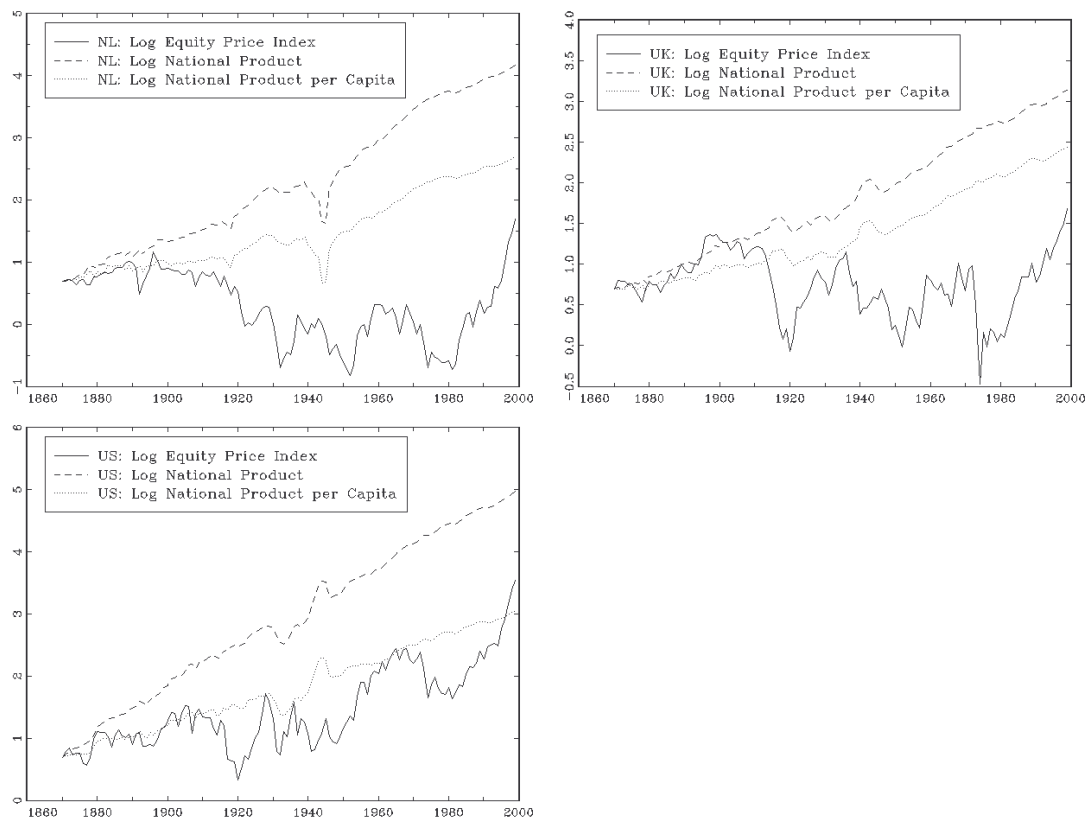 NL: Log Equity Price Index
NL: Log National Product
NL: Log National Product per Capita
5
4
3
2
1
0
−1
1860 1880 1900 1920 1940 1960 1980 2000
UK: Log Equity Price Index
UK: Log National Product
UK: Log National Product per Capita
4.0
3.5
3.0
2.5
2.0
1.5
1.0
0.5
0.0
−0.5
1860 1880 1900 1920 1940 1960 1980 2000
US: Log Equity Price Index
US: Log National Product
US: Log National Product per Capita
6
5
4
3
2
1
0
1860 1880 1900 1920 1940 1960 1980 2000